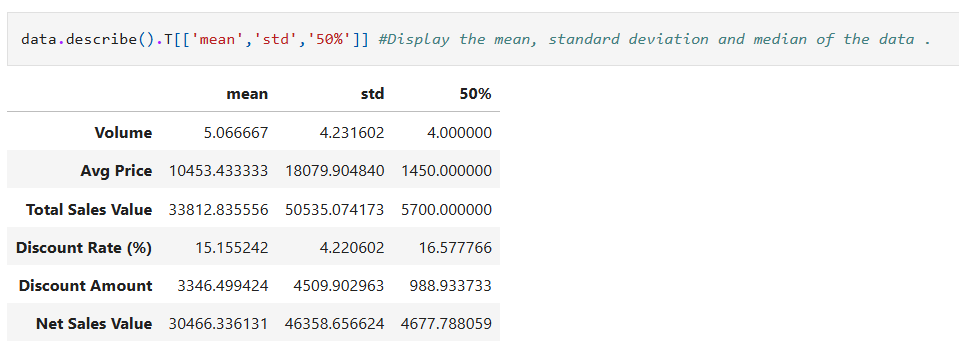 data.describe().T[['mean','std','50%']] #Display the mean, standard deviation and median of the data .
mean std 50%
Volume 5.066667 4.231602 4.000000
Avg Price 10453.433333 18079.904840 1450.000000
Total Sales Value 33812.835556 50535.074173 5700.000000
Discount Rate (%) 15.155242 4.220602 16.577766
Discount Amount 3346.499424 4509.902963 988.933733
Net Sales Value 30466.336131 46358.656624 4677.788059